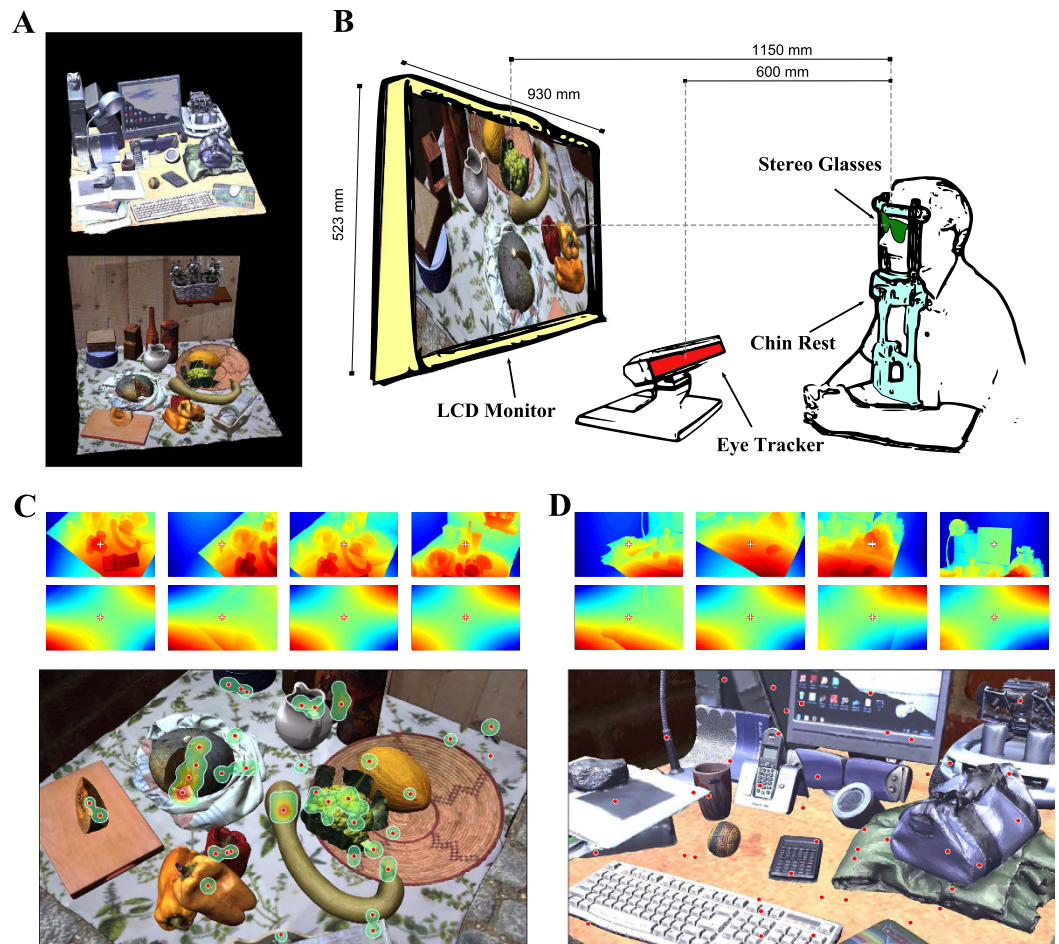 A
B
1150 mm
600 mm
930 mm
523 mm
Stereo Glasses
Chin Rest
LCD Monitor
Eye Tracker
C
D